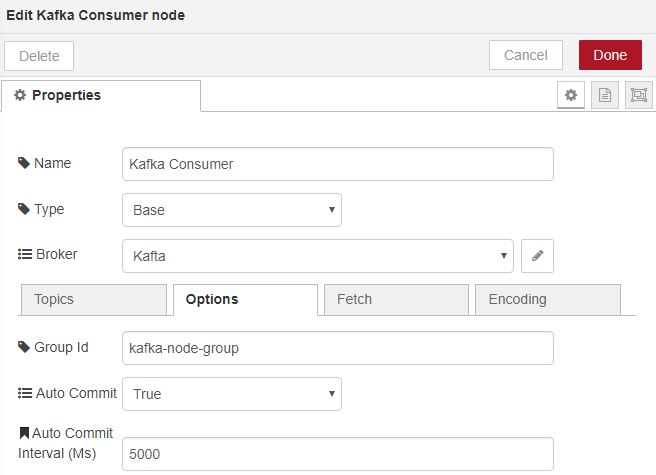 Edit Kafka Consumer node
Delete
Cancel
Done
Properties
Name
Kafka Consumer
Type
Base
Broker
Kafta
Topics
Options
Fetch
Encoding
Group Id
kafka-node-group
Auto Commit
True
Auto Commit
Interval (Ms)
5000